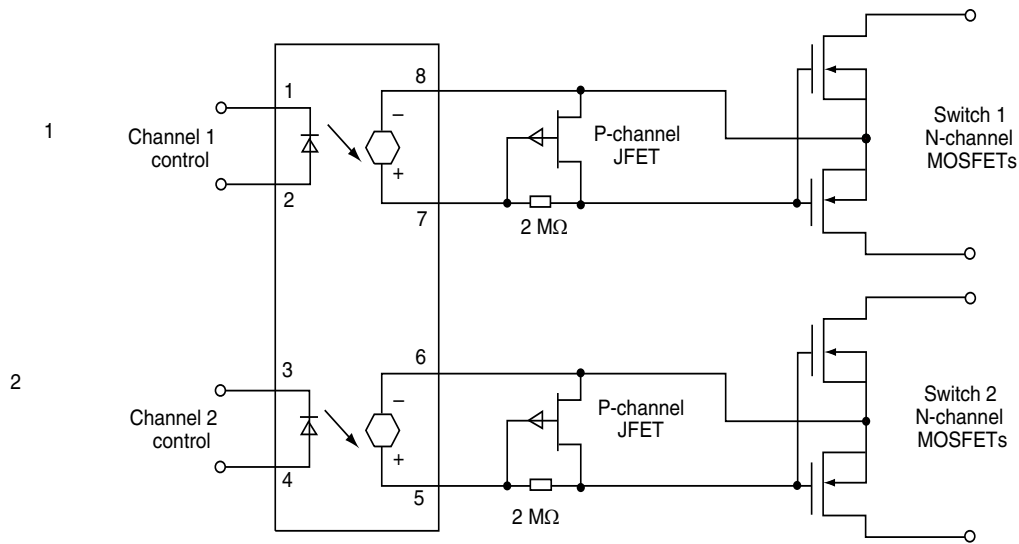 8
1
−
1
Channel 1
control
P-channel
JFET
Switch 1
N-channel
MOSFETs
+
2
7
2 MΩ
6
2
3
−
Channel 2
control
P-channel
JFET
Switch 2
N-channel
MOSFETs
+
4
5
2 MΩ